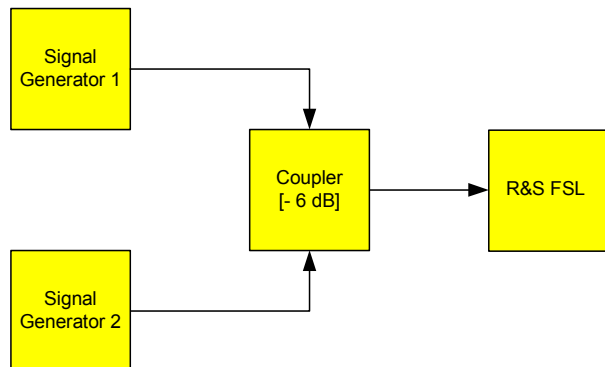 Signal
Generator 1
Coupler
[- 6 dB]
R&S FSL
Signal
Generator 2